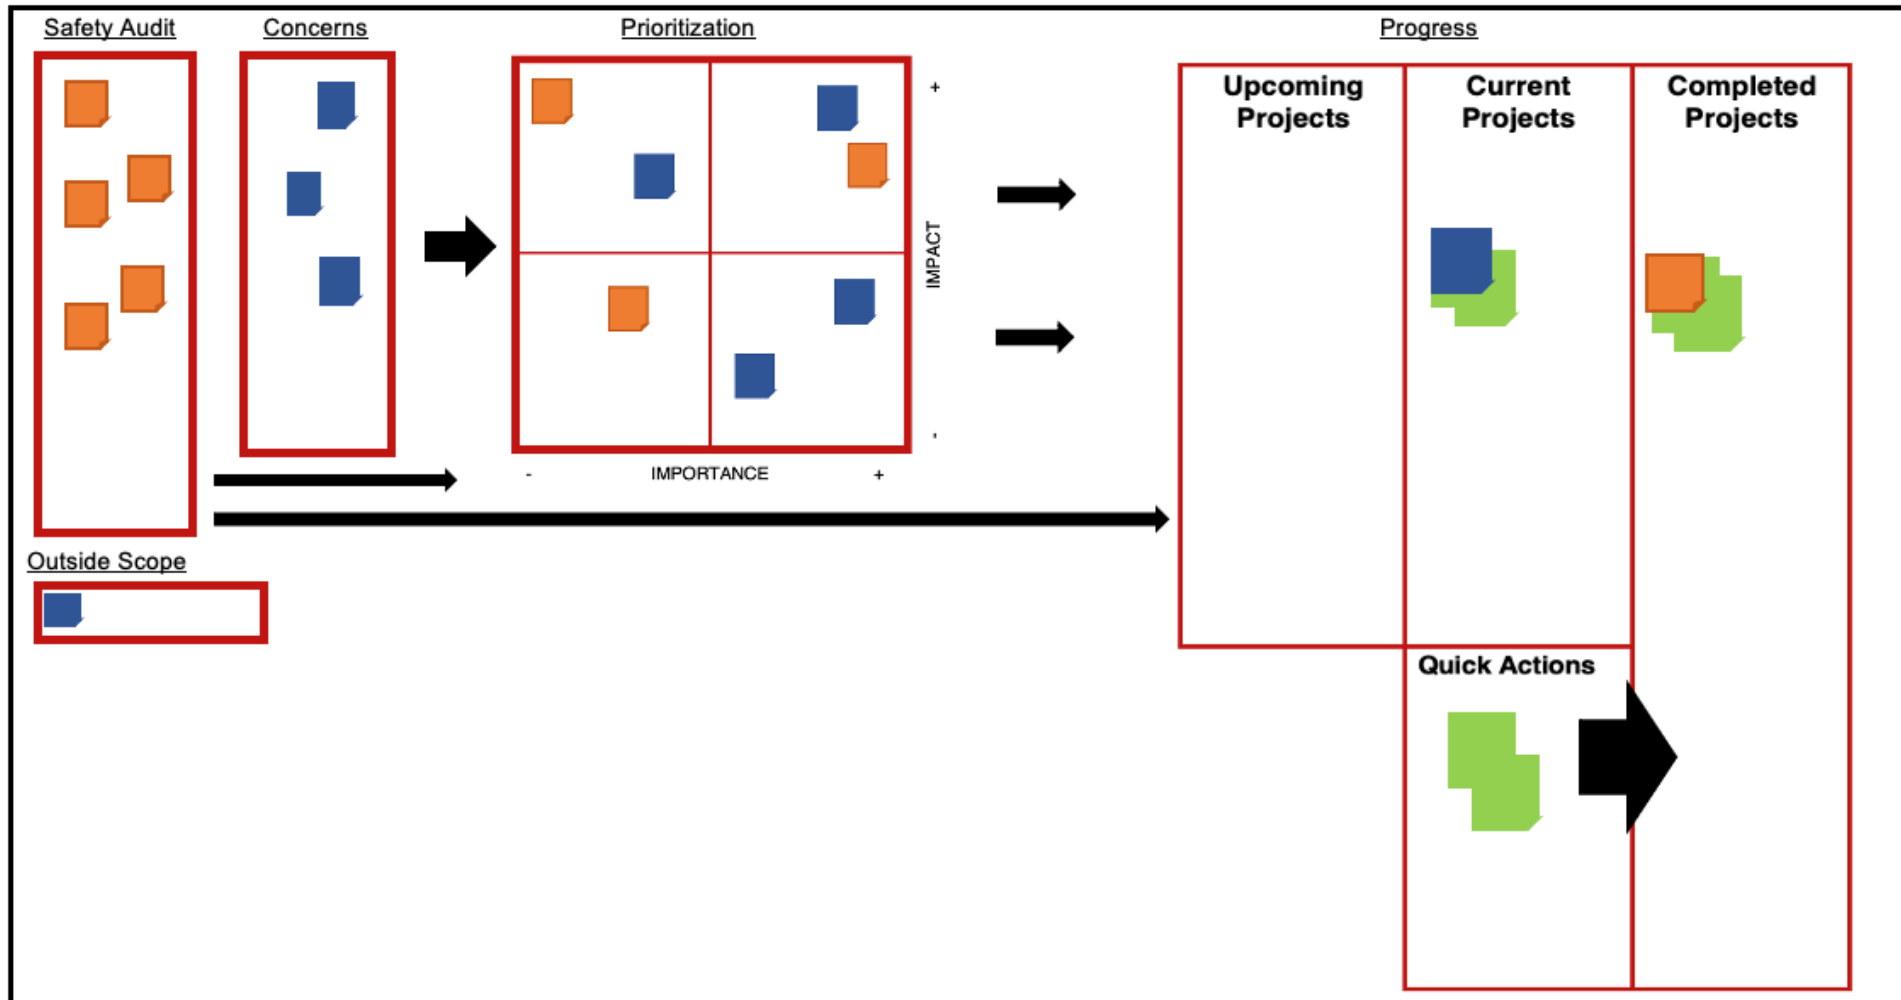 Safety Audit
Concerns
Prioritization
Progress
Upcoming
Projects
Current
Projects
Completed
Projects
+
IMPACT
-
- IMPORTANCE +
Outside Scope
Quick Actions